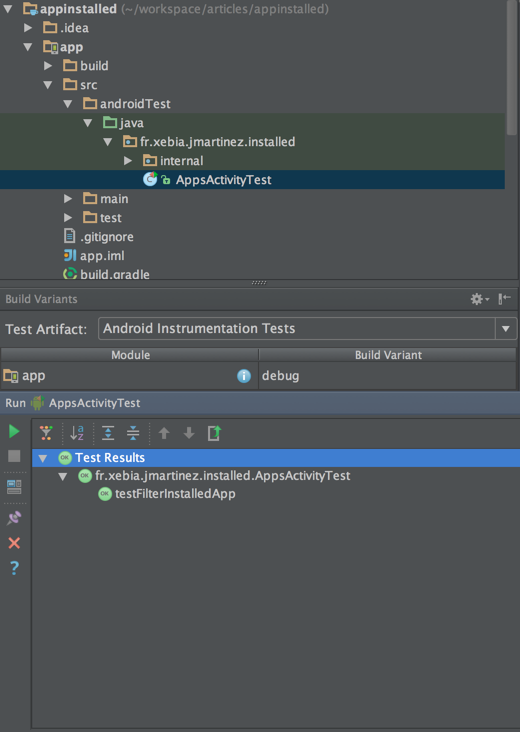 appinstalled (~/workspace/articles/appinstalled)
.idea
app
build
src
androidTest
java
fr.xebia.jmartinez.installed
internal
AppsActivityTest
main
test
.gitignore
app.iml
build.gradle
Build Variants
Test Artifact: Android Instrumentation Tests
Module Build Variant
app debug
Run AppsActivityTest
Test Results
fr.xebia.jmartinez.installed.AppsActivityTest
testFilterInstalledApp